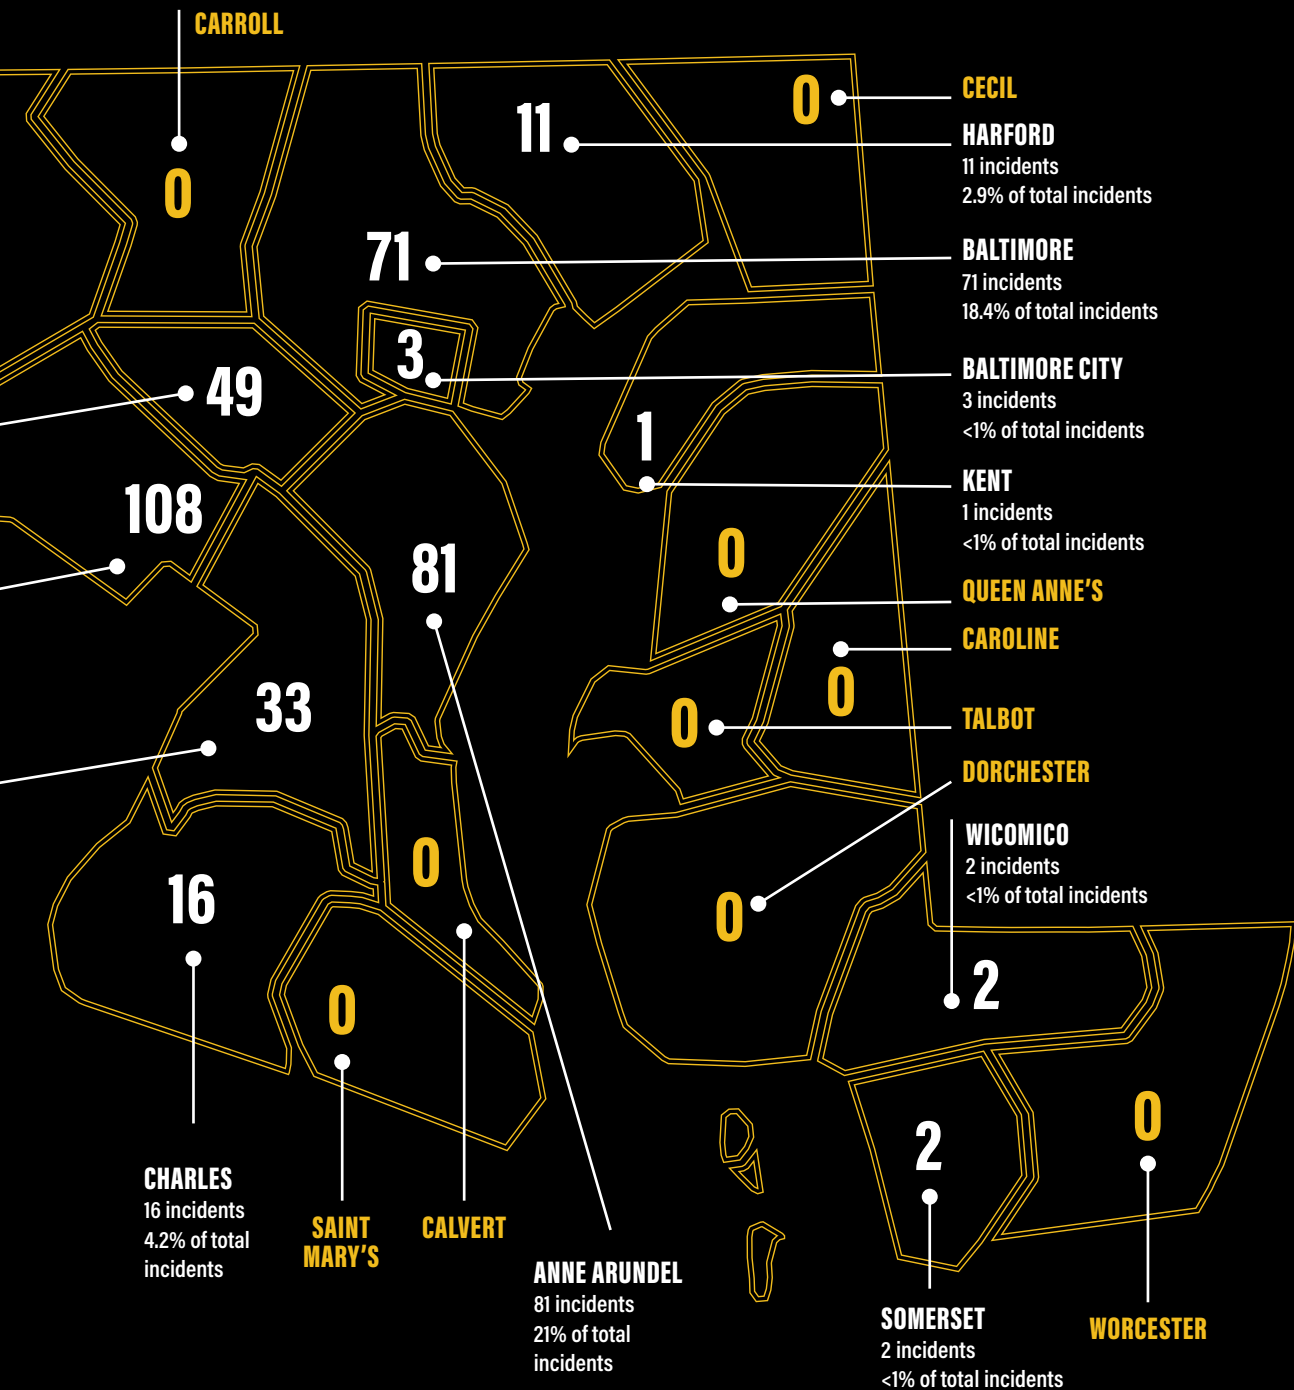 CARROLL
0
0
CECIL
11
HARFORD
11 incidents
2.9% of total incidents
71
BALTIMORE
71 incidents
18.4% of total incidents
3
BALTIMORE CITY
3 incidents
<1% of total incidents
49
1
KENT
1 incidents
<1% of total incidents
108
81
0
QUEEN ANNE'S
CAROLINE
0
33
0
TALBOT
DORCHESTER
0
WICOMICO
2 incidents
<1% of total incidents
2
16
0
0
0
2
CHARLES
16 incidents
4.2% of total
incidents
SAINT
MARY'S
CALVERT
ANNE ARUNDEL
81 incidents
21% of total
incidents
SOMERSET
2 incidents
<1% of total incidents
WORCESTER